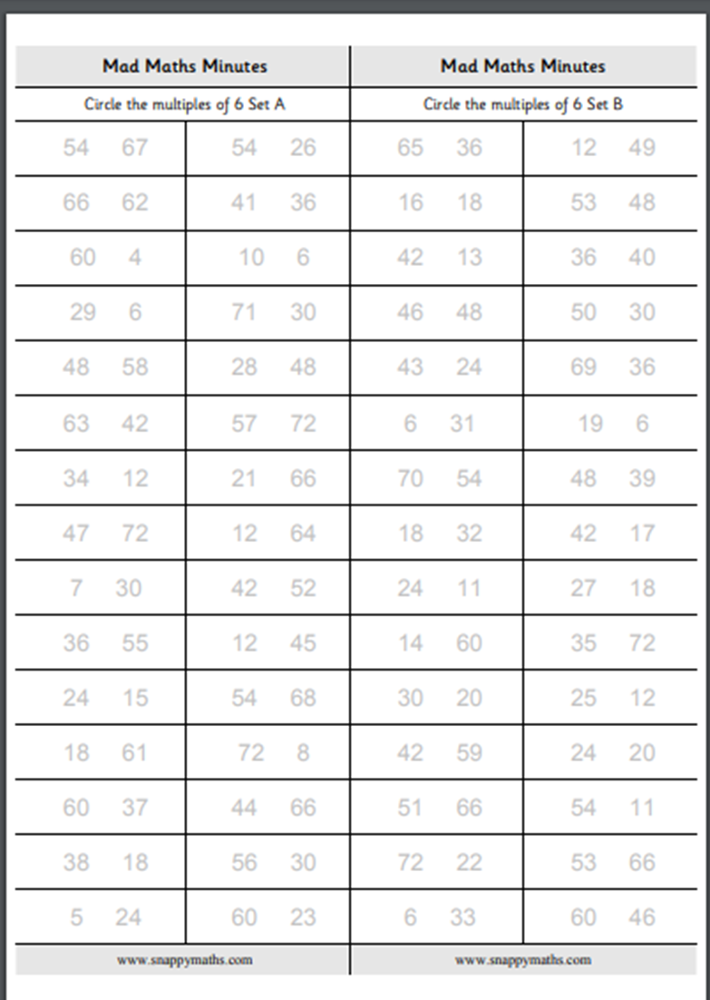 Mad Maths Minutes Mad Maths Minutes
Circle the multiples of 6 Set A Circle the multiples of 6 Set B
54 67 54 26 65 36 12 49
66 62 41 36 16 18 53 48
60 4 10 6 42 13 36 40
29 6 71 30 46 48 50 30
48 58 28 48 43 24 69 36
63 42 57 72 6 31 19 6
34 12 21 66 70 54 48 39
47 72 12 64 18 32 42 17
7 30 42 52 24 11 27 18
36 55 12 45 14 60 35 72
24 15 54 68 30 20 25 12
18 61 72 8 42 59 24 20
60 37 44 66 51 66 54 11
38 18 56 30 72 22 53 66
5 24 60 23 6 33 60 46
www.snappymaths.com www.snappymaths.com